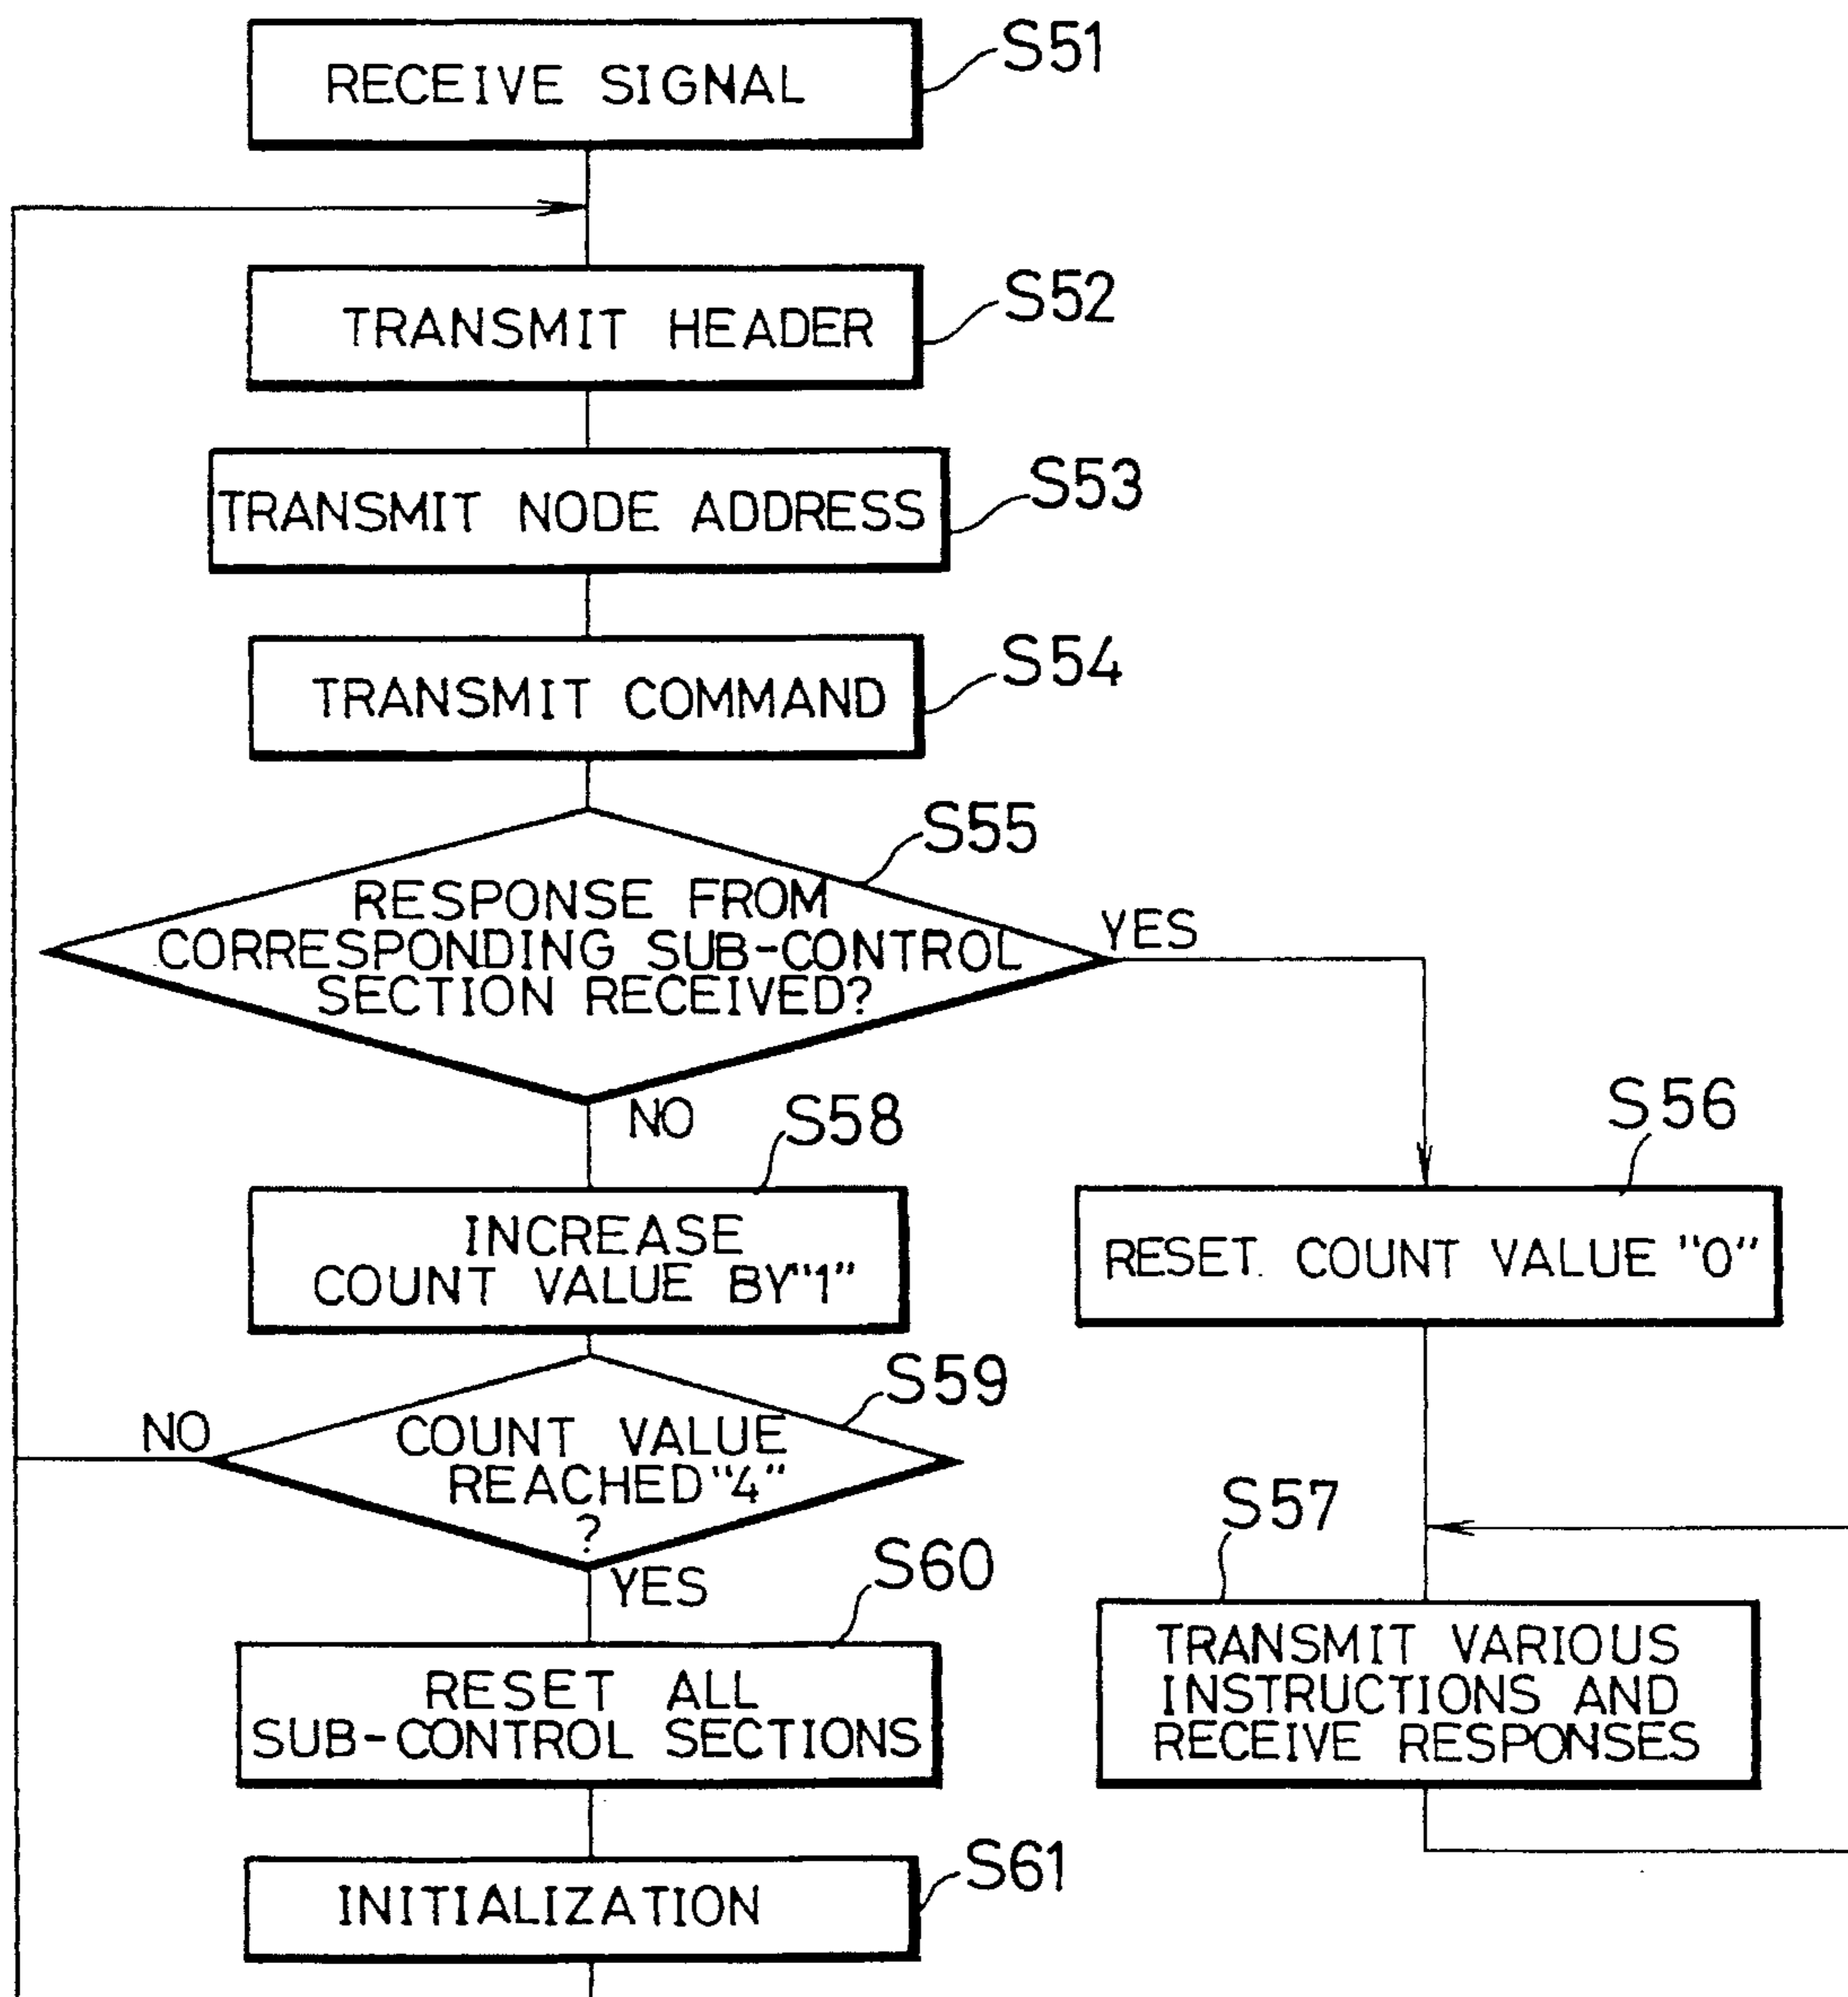 RECEIVE SIGNAL
S51
TRANSMIT HEADER
S52
TRANSMIT NODE ADDRESS
S53
TRANSMIT COMMAND
S54
S55
RESPONSE FROM
CORRESPONDING SUB-CONTROL
SECTION RECEIVED?
YES
NO
S58
INCREASE
COUNT VALUE BY"1"
S56
RESET COUNT VALUE "0"
S59
NO
COUNT VALUE
REACHED"4"
?
YES
S57
TRANSMIT VARIOUS
INSTRUCTIONS AND
RECEIVE RESPONSES
S60
RESET ALL
SUB-CONTROL SECTIONS
S61
INITIALIZATION